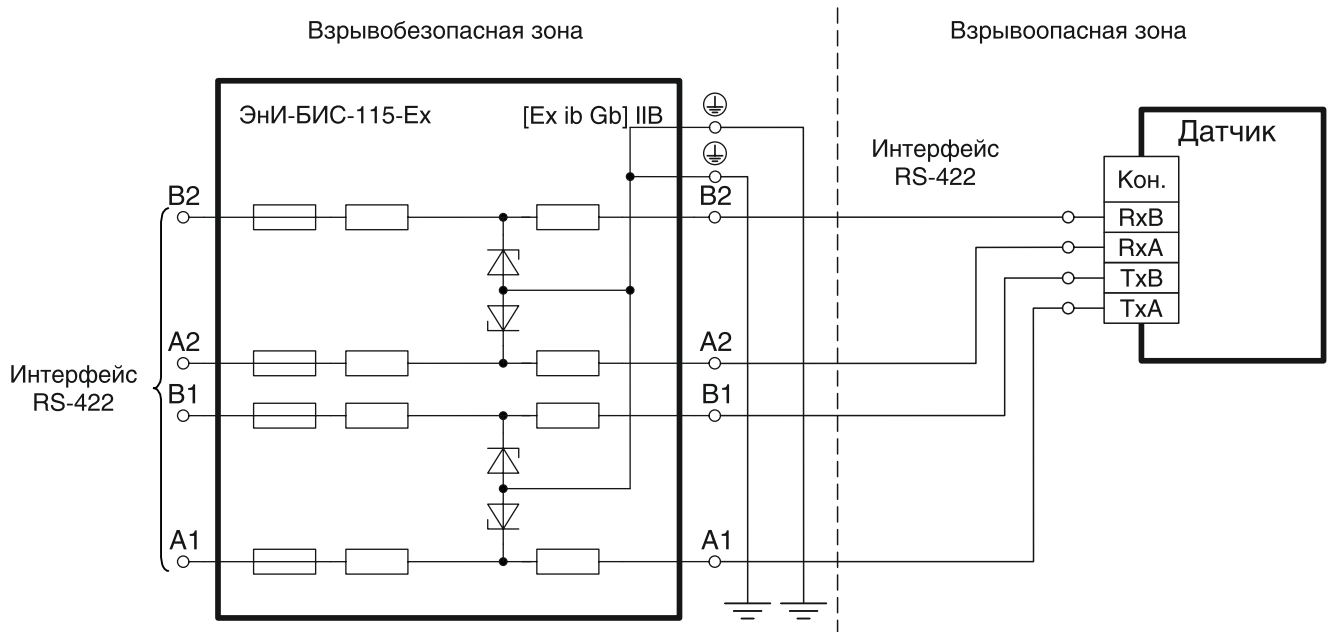 Взрывобезопасная зона
Взрывоопасная зона
ЭнИ-БИС-115-Ex
[Ex ib Gb] IIB
Датчик
Интерфейс
RS-422
Кон.
B2
B2
RxB
RxA
TxB
TxA
A2
A2
Интерфейс
RS-422
B1
B1
A1
A1